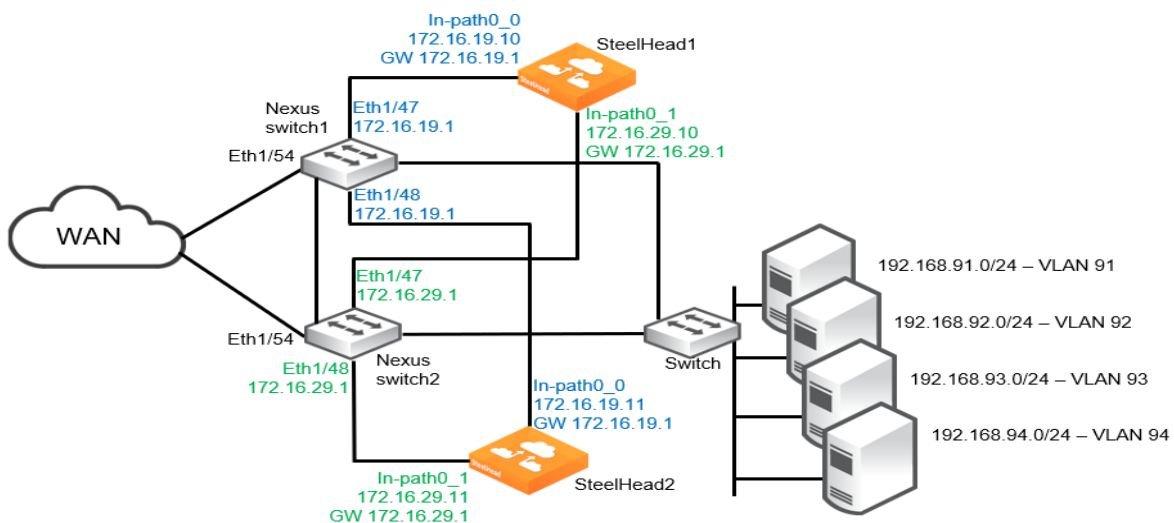 In-path0_0
172.16.19.10
GW 172.16.19.1
SteelHead1
SteelHead
Nexus
switch1
Eth1/47
172.16.19.1
In-path0_1
172.16.29.10
GW 172.16.29.1
Eth1/54
Eth1/48
172.16.19.1
WAN
Eth1/47
172.16.29.1
192.168.91.0/24 – VLAN 91
192.168.92.0/24 – VLAN 92
192.168.93.0/24 – VLAN 93
192.168.94.0/24 – VLAN 94
Eth1/54
Eth1/48
172.16.29.1
Nexus
switch2
Switch
In-path0_0
172.16.19.11
GW 172.16.19.1
SteelHead
SteelHead2
In-path0_1
172.16.29.11
GW 172.16.29.1